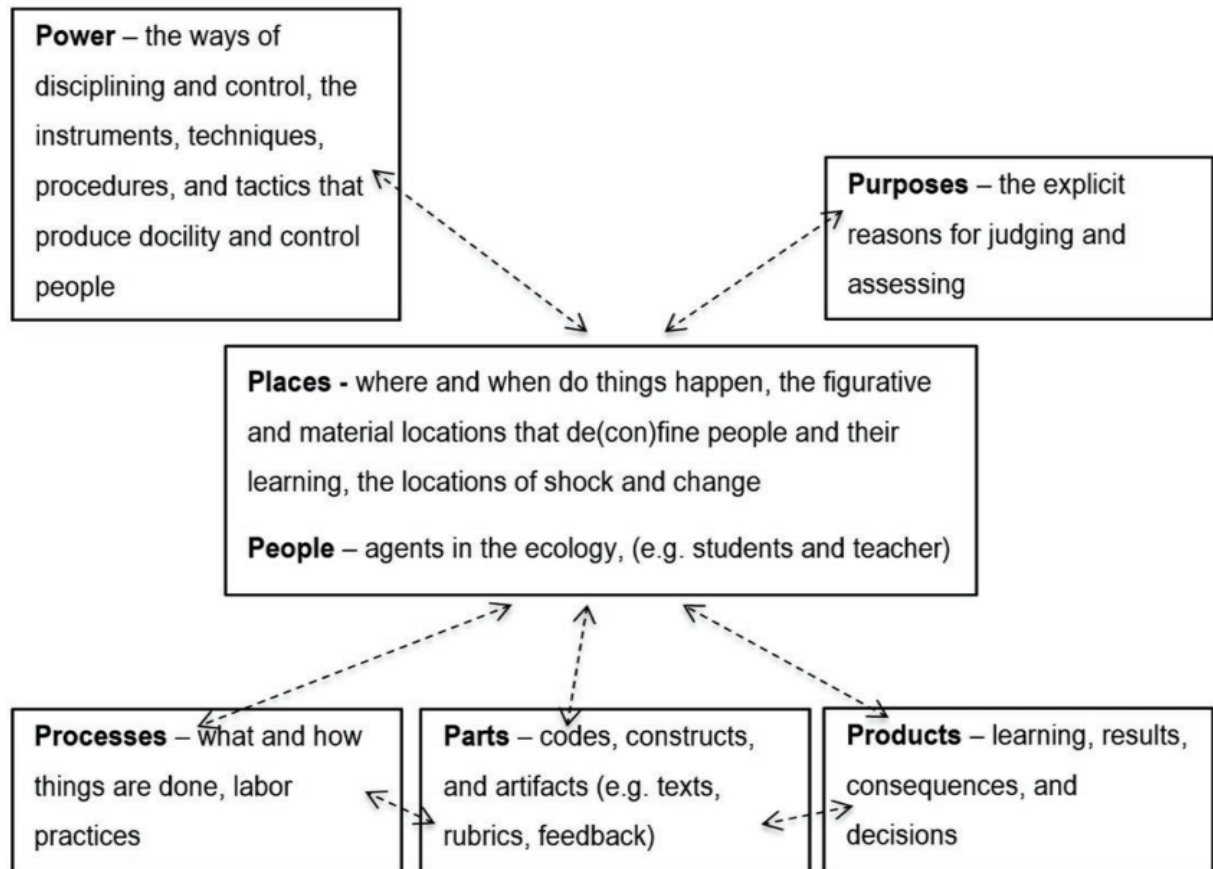 Power – the ways of
disciplining and control, the
instruments, techniques,
procedures, and tactics that
produce docility and control
people
Purposes – the explicit
reasons for judging and
assessing
Places - where and when do things happen, the figurative
and material locations that de(con)fine people and their
learning, the locations of shock and change
People – agents in the ecology, (e.g. students and teacher)
Processes – what and how
things are done, labor
practices
Parts – codes, constructs,
and artifacts (e.g. texts,
rubrics, feedback)
Products – learning, results,
consequences, and
decisions